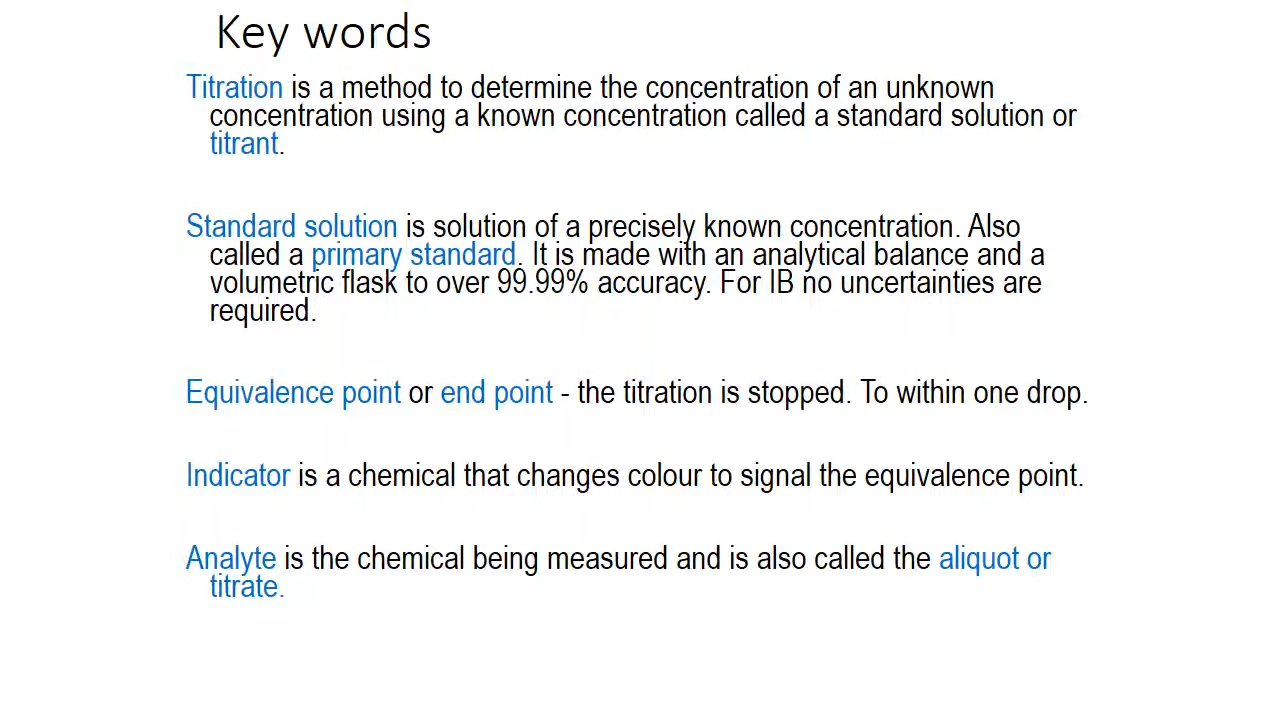 Key words
Titration is a method to determine the concentration of an unknown
concentration using a known concentration called a standard solution or
titrant.
Standard solution is solution of a precisely known concentration. Also
called a primary standard. It is made with an analytical balance and a
volumetric flask to over 99.99% accuracy. For IB no uncertainties are
required.
Equivalence point or end point - the titration is stopped. To within one drop.
Indicator is a chemical that changes colour to signal the equivalence point.
Analyte is the chemical being measured and is also called the aliquot or
titrate.